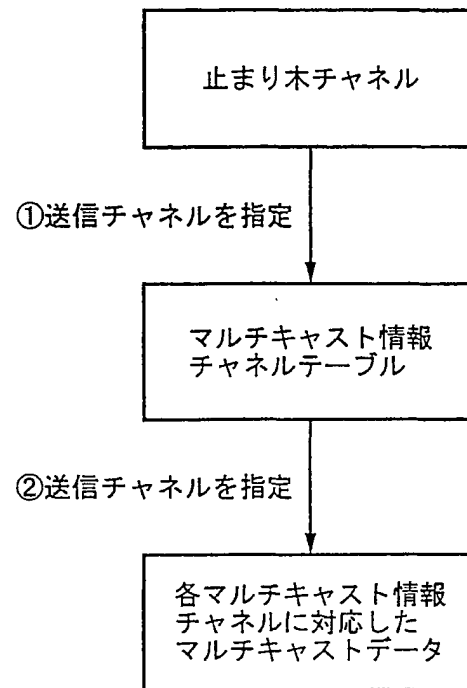 止まり木チャネル
①送信チャネルを指定
マルチキャスト情報
チャネルテーブル
②送信チャネルを指定
各マルチキャスト情報
チャネルに対応した
マルチキャストデータ